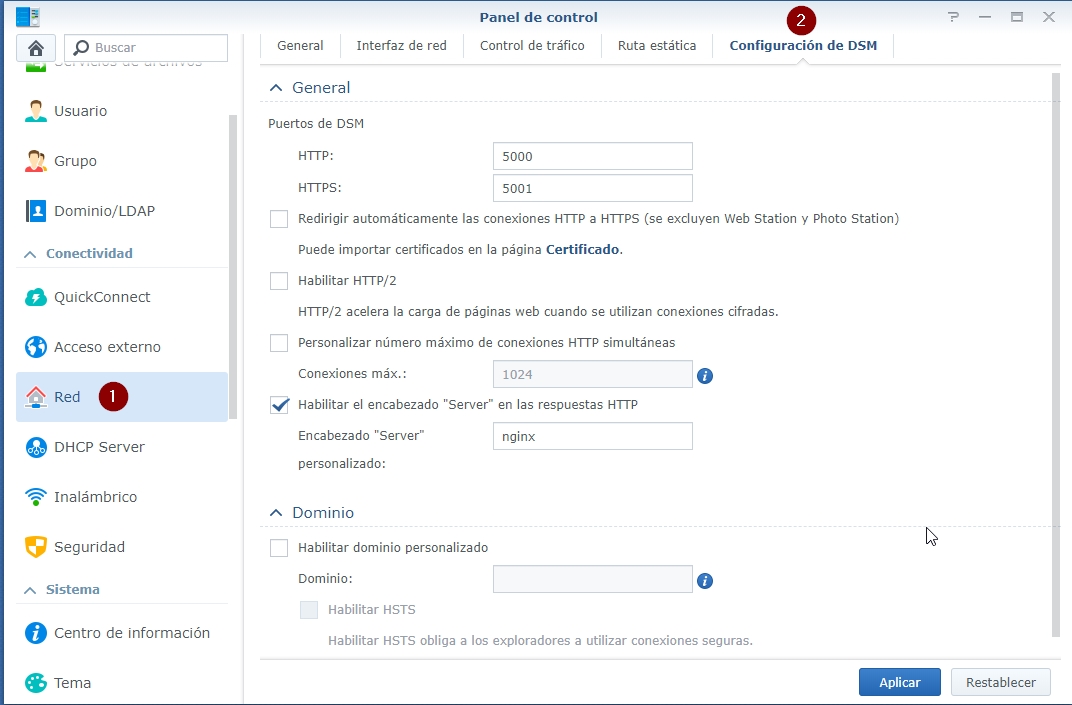 Panel de control
2
Buscar
General
Interfaz de red
Control de tráfico
Ruta estática
Configuración de DSM
Servicios de archivos
Usuario
Grupo
Dominio/LDAP
Conectividad
QuickConnect
Acceso externo
Red
1
DHCP Server
Inalámbrico
Seguridad
Sistema
Centro de información
Tema
General
Puertos de DSM
HTTP: 5000
HTTPS: 5001
Redirigir automáticamente las conexiones HTTP a HTTPS (se excluyen Web Station y Photo Station)
Puede importar certificados en la página Certificado.
Habilitar HTTP/2
HTTP/2 acelera la carga de páginas web cuando se utilizan conexiones cifradas.
Personalizar número máximo de conexiones HTTP simultáneas
Conexiones máx.: 1024
Habilitar el encabezado "Server" en las respuestas HTTP
Encabezado "Server" nginx
personalizado:
Dominio
Habilitar dominio personalizado
Dominio:
Habilitar HSTS
Habilitar HSTS obliga a los exploradores a utilizar conexiones seguras.
Aplicar
Restablecer